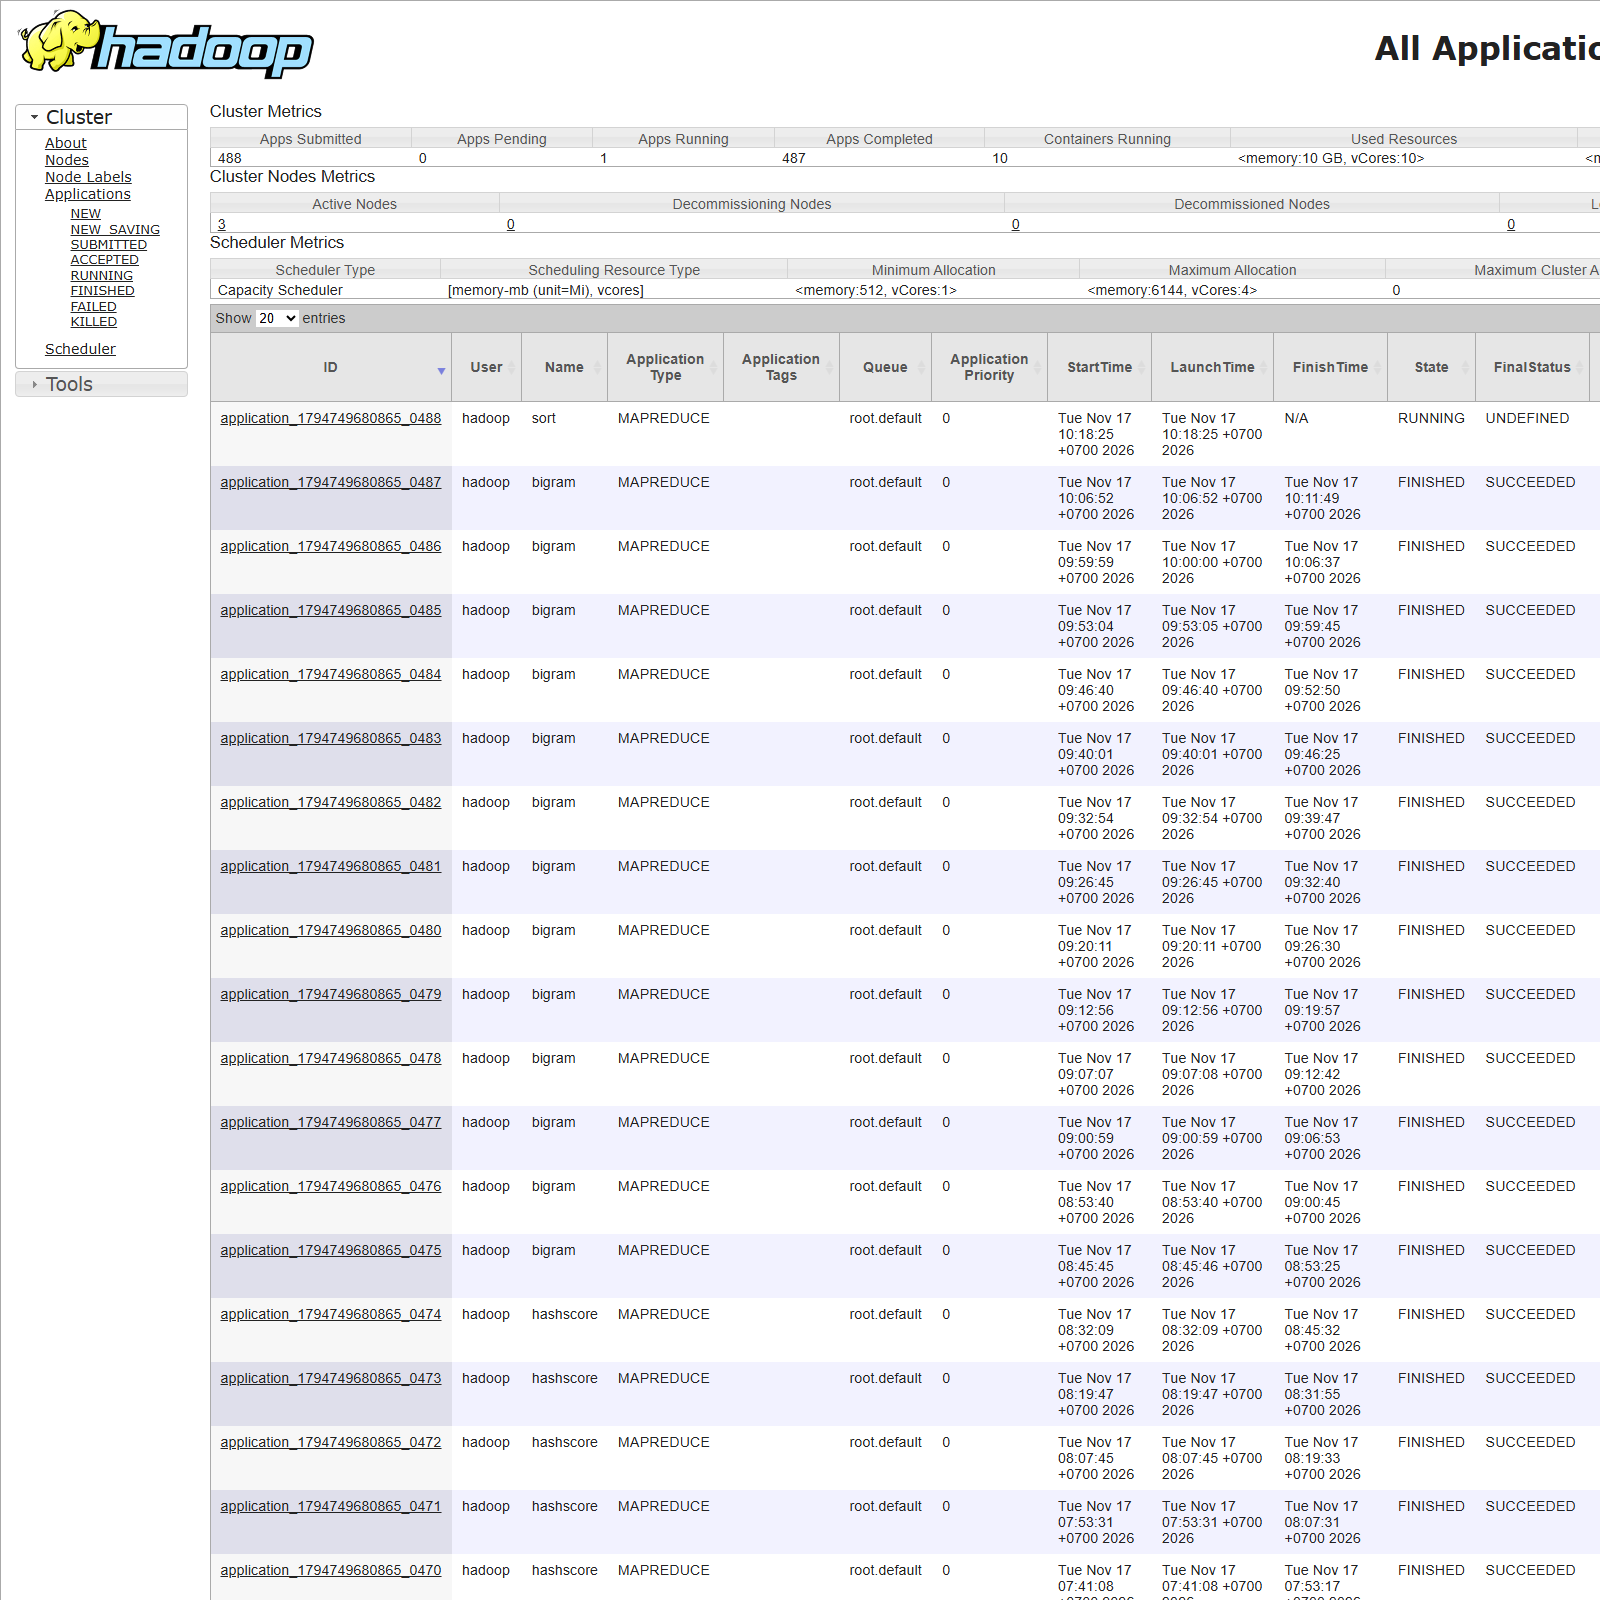 hadoop
All Applicatio
Cluster
About
Nodes
Node Labels
Applications
NEW
NEW_SAVING
SUBMITTED
ACCEPTED
RUNNING
FINISHED
FAILED
KILLED
Scheduler
Tools
Cluster Metrics
Apps Submitted Apps Pending Apps Running Apps Completed Containers Running Used Resources
488 0 1 487 10 <memory:10 GB, vCores:10> <m
Cluster Nodes Metrics
Active Nodes Decommissioning Nodes Decommissioned Nodes L
3 0 0 0
Scheduler Metrics
Scheduler Type Scheduling Resource Type Minimum Allocation Maximum Allocation Maximum Cluster A
Capacity Scheduler [memory-mb (unit=Mi), vcores] <memory:512, vCores:1> <memory:6144, vCores:4> 0
Show 20 entries
ID User Name Application Type Application Tags Queue Application Priority StartTime LaunchTime FinishTime State FinalStatus
application_1794749680865_0488 hadoop sort MAPREDUCE root.default 0 Tue Nov 17 10:18:25 +0700 2026 Tue Nov 17 10:18:25 +0700 2026 N/A RUNNING UNDEFINED
application_1794749680865_0487 hadoop bigram MAPREDUCE root.default 0 Tue Nov 17 10:06:52 +0700 2026 Tue Nov 17 10:06:52 +0700 2026 Tue Nov 17 10:11:49 +0700 2026 FINISHED SUCCEEDED
application_1794749680865_0486 hadoop bigram MAPREDUCE root.default 0 Tue Nov 17 09:59:59 +0700 2026 Tue Nov 17 10:00:00 +0700 2026 Tue Nov 17 10:06:37 +0700 2026 FINISHED SUCCEEDED
application_1794749680865_0485 hadoop bigram MAPREDUCE root.default 0 Tue Nov 17 09:53:04 +0700 2026 Tue Nov 17 09:53:05 +0700 2026 Tue Nov 17 09:59:45 +0700 2026 FINISHED SUCCEEDED
application_1794749680865_0484 hadoop bigram MAPREDUCE root.default 0 Tue Nov 17 09:46:40 +0700 2026 Tue Nov 17 09:46:40 +0700 2026 Tue Nov 17 09:52:50 +0700 2026 FINISHED SUCCEEDED
application_1794749680865_0483 hadoop bigram MAPREDUCE root.default 0 Tue Nov 17 09:40:01 +0700 2026 Tue Nov 17 09:40:01 +0700 2026 Tue Nov 17 09:46:25 +0700 2026 FINISHED SUCCEEDED
application_1794749680865_0482 hadoop bigram MAPREDUCE root.default 0 Tue Nov 17 09:32:54 +0700 2026 Tue Nov 17 09:32:54 +0700 2026 Tue Nov 17 09:39:47 +0700 2026 FINISHED SUCCEEDED
application_1794749680865_0481 hadoop bigram MAPREDUCE root.default 0 Tue Nov 17 09:26:45 +0700 2026 Tue Nov 17 09:26:45 +0700 2026 Tue Nov 17 09:32:40 +0700 2026 FINISHED SUCCEEDED
application_1794749680865_0480 hadoop bigram MAPREDUCE root.default 0 Tue Nov 17 09:20:11 +0700 2026 Tue Nov 17 09:20:11 +0700 2026 Tue Nov 17 09:26:30 +0700 2026 FINISHED SUCCEEDED
application_1794749680865_0479 hadoop bigram MAPREDUCE root.default 0 Tue Nov 17 09:12:56 +0700 2026 Tue Nov 17 09:12:56 +0700 2026 Tue Nov 17 09:19:57 +0700 2026 FINISHED SUCCEEDED
application_1794749680865_0478 hadoop bigram MAPREDUCE root.default 0 Tue Nov 17 09:07:07 +0700 2026 Tue Nov 17 09:07:08 +0700 2026 Tue Nov 17 09:12:42 +0700 2026 FINISHED SUCCEEDED
application_1794749680865_0477 hadoop bigram MAPREDUCE root.default 0 Tue Nov 17 09:00:59 +0700 2026 Tue Nov 17 09:00:59 +0700 2026 Tue Nov 17 09:06:53 +0700 2026 FINISHED SUCCEEDED
application_1794749680865_0476 hadoop bigram MAPREDUCE root.default 0 Tue Nov 17 08:53:40 +0700 2026 Tue Nov 17 08:53:40 +0700 2026 Tue Nov 17 09:00:45 +0700 2026 FINISHED SUCCEEDED
application_1794749680865_0475 hadoop bigram MAPREDUCE root.default 0 Tue Nov 17 08:45:45 +0700 2026 Tue Nov 17 08:45:46 +0700 2026 Tue Nov 17 08:53:25 +0700 2026 FINISHED SUCCEEDED
application_1794749680865_0474 hadoop hashscore MAPREDUCE root.default 0 Tue Nov 17 08:32:09 +0700 2026 Tue Nov 17 08:32:09 +0700 2026 Tue Nov 17 08:45:32 +0700 2026 FINISHED SUCCEEDED
application_1794749680865_0473 hadoop hashscore MAPREDUCE root.default 0 Tue Nov 17 08:19:47 +0700 2026 Tue Nov 17 08:19:47 +0700 2026 Tue Nov 17 08:31:55 +0700 2026 FINISHED SUCCEEDED
application_1794749680865_0472 hadoop hashscore MAPREDUCE root.default 0 Tue Nov 17 08:07:45 +0700 2026 Tue Nov 17 08:07:45 +0700 2026 Tue Nov 17 08:19:33 +0700 2026 FINISHED SUCCEEDED
application_1794749680865_0471 hadoop hashscore MAPREDUCE root.default 0 Tue Nov 17 07:53:31 +0700 2026 Tue Nov 17 07:53:31 +0700 2026 Tue Nov 17 08:07:31 +0700 2026 FINISHED SUCCEEDED
application_1794749680865_0470 hadoop hashscore MAPREDUCE root.default 0 Tue Nov 17 07:41:08 Tue Nov 17 07:41:08 +0700 Tue Nov 17 07:53:17 FINISHED SUCCEEDED